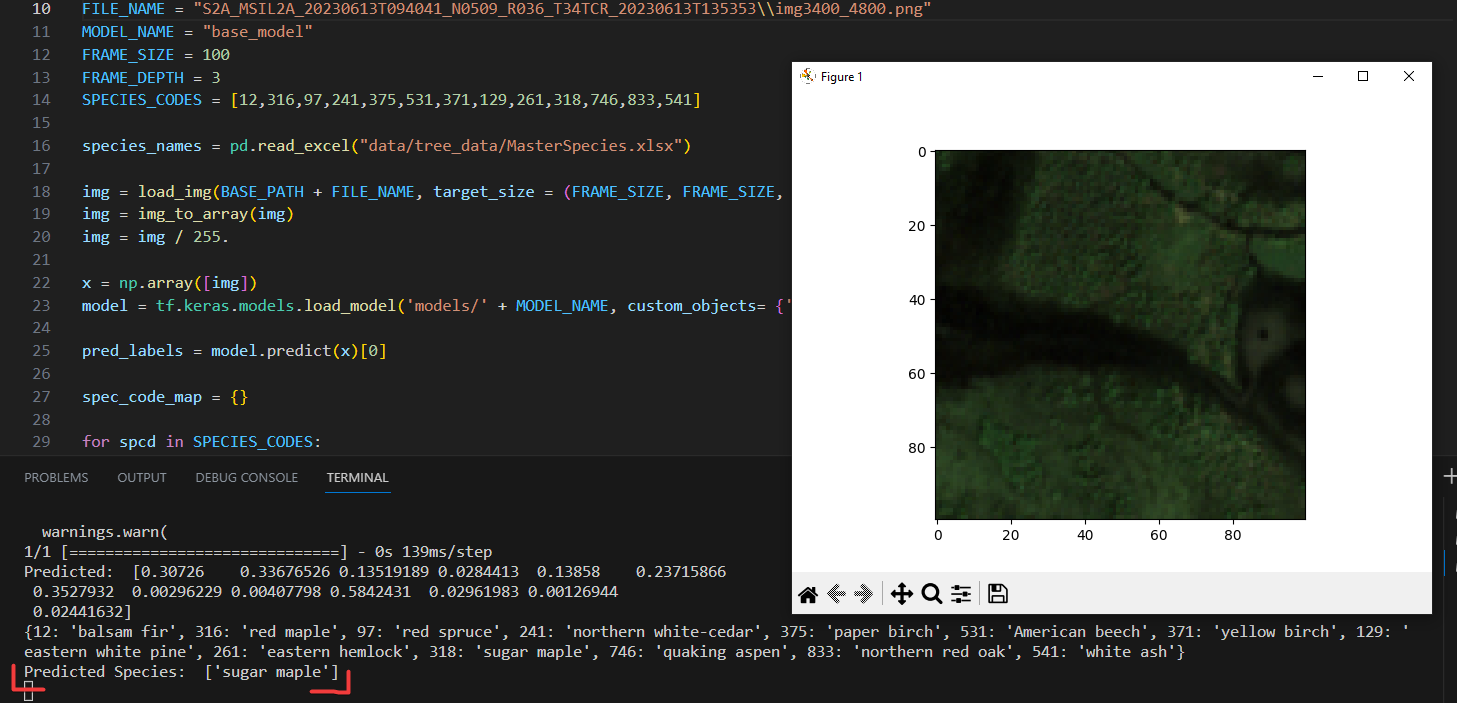 10 FILE_NAME = "S2A_MSIL2A_20230613T094041_N0509_R036_T34TCR_20230613T135353\\img3400_4800.png"
11 MODEL_NAME = "base_model"
12 FRAME_SIZE = 100
13 FRAME_DEPTH = 3
14 SPECIES_CODES = [12,316,97,241,375,531,371,129,261,318,746,833,541]
15
16 species_names = pd.read_excel("data/tree_data/MasterSpecies.xlsx")
17
18 img = load_img(BASE_PATH + FILE_NAME, target_size = (FRAME_SIZE, FRAME_SIZE,
19 img = img_to_array(img)
20 img = img / 255.
21
22 x = np.array([img])
23 model = tf.keras.models.load_model('models/' + MODEL_NAME, custom_objects= {'
24
25 pred_labels = model.predict(x)[0]
26
27 spec_code_map = {}
28
29 for spcd in SPECIES_CODES:
Figure 1
0
20
40
60
80
0 20 40 60 80
PROBLEMS OUTPUT DEBUG CONSOLE TERMINAL
warnings.warn(
1/1 [==============================] - 0s 139ms/step
Predicted:  [0.30726    0.33676526 0.13519189 0.0284413  0.13858    0.23715866
0.3527932  0.00296229 0.00407798 0.5842431  0.02961983 0.00126944
0.02441632]
{12: 'balsam fir', 316: 'red maple', 97: 'red spruce', 241: 'northern white-cedar', 375: 'paper birch', 531: 'American beech', 371: 'yellow birch', 129: '
eastern white pine', 261: 'eastern hemlock', 318: 'sugar maple', 746: 'quaking aspen', 833: 'northern red oak', 541: 'white ash'}
Predicted Species:  ['sugar maple']